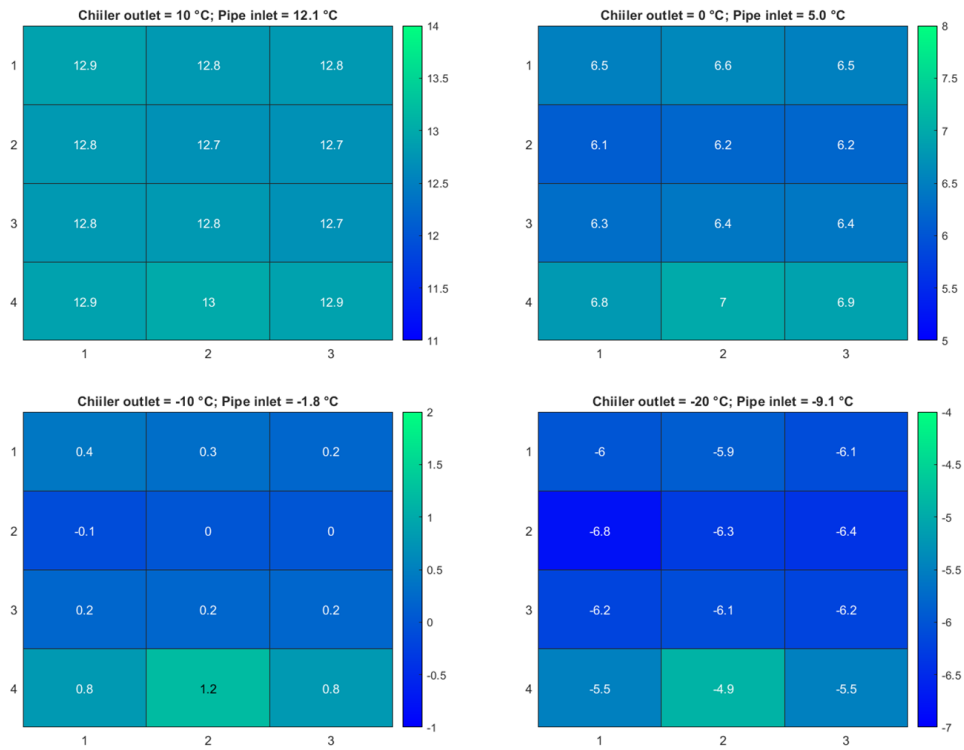 Chiiler outlet = 10 °C; Pipe inlet = 12.1 °C
1 12.9 12.8 12.8
2 12.8 12.7 12.7
3 12.8 12.8 12.7
4 12.9 13 12.9
1 2 3
14
13.5
13
12.5
12
11.5
11
Chiiler outlet = 0 °C; Pipe inlet = 5.0 °C
1 6.5 6.6 6.5
2 6.1 6.2 6.2
3 6.3 6.4 6.4
4 6.8 7 6.9
1 2 3
8
7.5
7
6.5
6
5.5
5
Chiiler outlet = -10 °C; Pipe inlet = -1.8 °C
1 0.4 0.3 0.2
2 -0.1 0 0
3 0.2 0.2 0.2
4 0.8 1.2 0.8
1 2 3
2
1.5
1
0.5
0
-0.5
-1
Chiiler outlet = -20 °C; Pipe inlet = -9.1 °C
1 -6 -5.9 -6.1
2 -6.8 -6.3 -6.4
3 -6.2 -6.1 -6.2
4 -5.5 -4.9 -5.5
1 2 3
-4
-4.5
-5
-5.5
-6
-6.5
-7